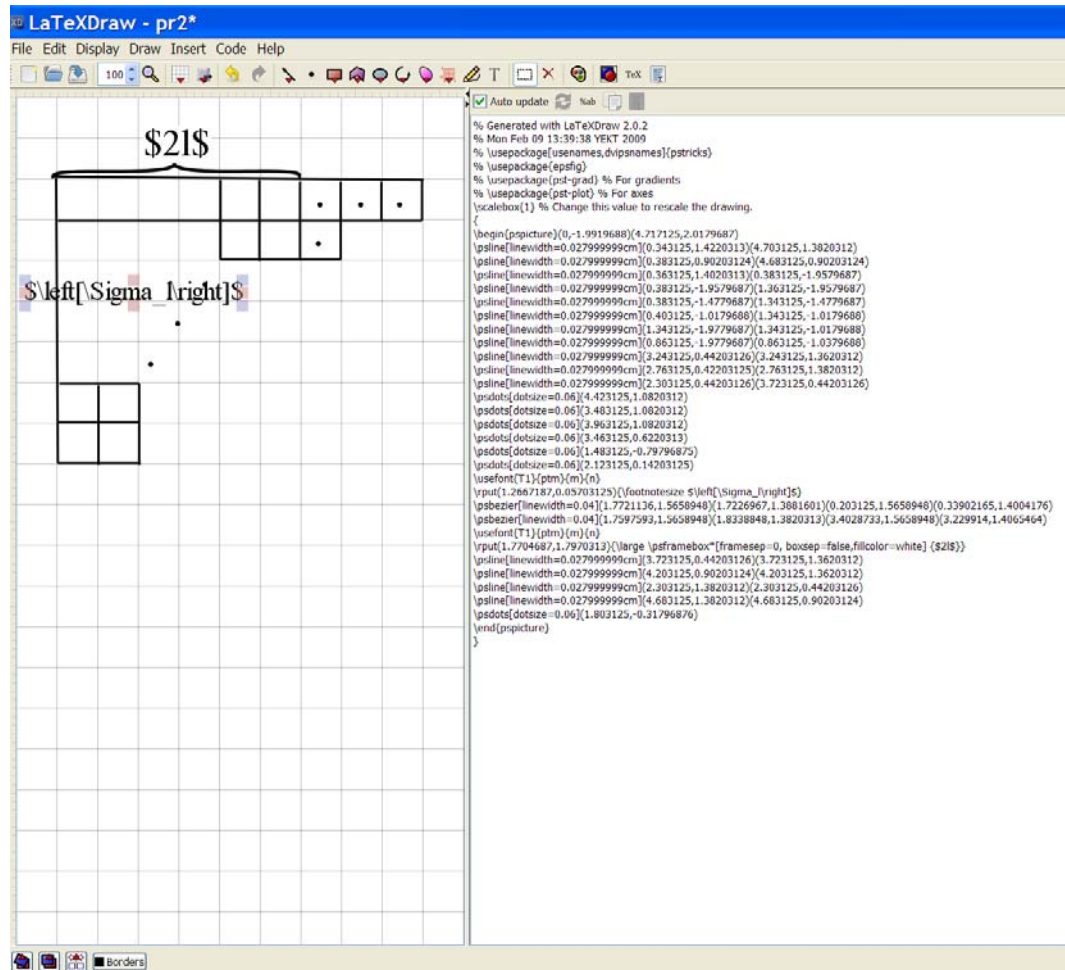 LaTeXDraw - pr2*
File Edit Display Draw Insert Code Help
100 T TeX
Auto update %ab
$2l$
$\left[\Sigma_l\right]$
% Generated with LaTeXDraw 2.0.2
% Mon Feb 09 13:39:38 YEKT 2009
% \usepackage[usenames,dvipsnames]{pstricks}
% \usepackage{epsfig}
% \usepackage{pst-grad} % For gradients
% \usepackage{pst-plot} % For axes
\scalebox{1} % Change this value to rescale the drawing.
{
\begin{pspicture}(0,-1.9919688)(4.717125,2.0179687)
\psline[linewidth=0.027999999cm](0.343125,1.4220313)(4.703125,1.3820312)
\psline[linewidth=0.027999999cm](0.383125,0.90203124)(4.683125,0.90203124)
\psline[linewidth=0.027999999cm](0.363125,1.4020313)(0.383125,-1.9579687)
\psline[linewidth=0.027999999cm](0.383125,-1.9579687)(1.363125,-1.9579687)
\psline[linewidth=0.027999999cm](0.383125,-1.4779687)(1.343125,-1.4779687)
\psline[linewidth=0.027999999cm](0.403125,-1.0179688)(1.343125,-1.0179688)
\psline[linewidth=0.027999999cm](1.343125,-1.9779687)(1.343125,-1.0179688)
\psline[linewidth=0.027999999cm](0.863125,-1.9779687)(0.863125,-1.0379688)
\psline[linewidth=0.027999999cm](3.243125,0.44203126)(3.243125,1.3620312)
\psline[linewidth=0.027999999cm](2.763125,0.42203125)(2.763125,1.3820312)
\psline[linewidth=0.027999999cm](2.303125,0.44203126)(3.723125,0.44203126)
\psdots[dotsize=0.06](4.423125,1.0820312)
\psdots[dotsize=0.06](3.483125,1.0820312)
\psdots[dotsize=0.06](3.963125,1.0820312)
\psdots[dotsize=0.06](3.463125,0.6220313)
\psdots[dotsize=0.06](1.483125,-0.79796875)
\psdots[dotsize=0.06](2.123125,0.14203125)
\usefont{T1}{ptm}{m}{n}
\rput(1.2667187,0.05703125){\footnotesize $\left[\Sigma_l\right]$}
\psbezier[linewidth=0.04](1.7721136,1.5658948)(1.7226967,1.3881601)(0.203125,1.5658948)(0.33902165,1.4004176)
\psbezier[linewidth=0.04](1.7597593,1.5658948)(1.8338848,1.3820313)(3.4028733,1.5658948)(3.229914,1.4065464)
\usefont{T1}{ptm}{m}{n}
\rput(1.7704687,1.7970313){\large \psframebox*[framesep=0, boxsep=false,fillcolor=white] {$2l$}}
\psline[linewidth=0.027999999cm](3.723125,0.44203126)(3.723125,1.3620312)
\psline[linewidth=0.027999999cm](4.203125,0.90203124)(4.203125,1.3620312)
\psline[linewidth=0.027999999cm](2.303125,1.3820312)(2.303125,0.44203126)
\psline[linewidth=0.027999999cm](4.683125,1.3820312)(4.683125,0.90203124)
\psdots[dotsize=0.06](1.803125,-0.31796876)
\end{pspicture}
}
Borders